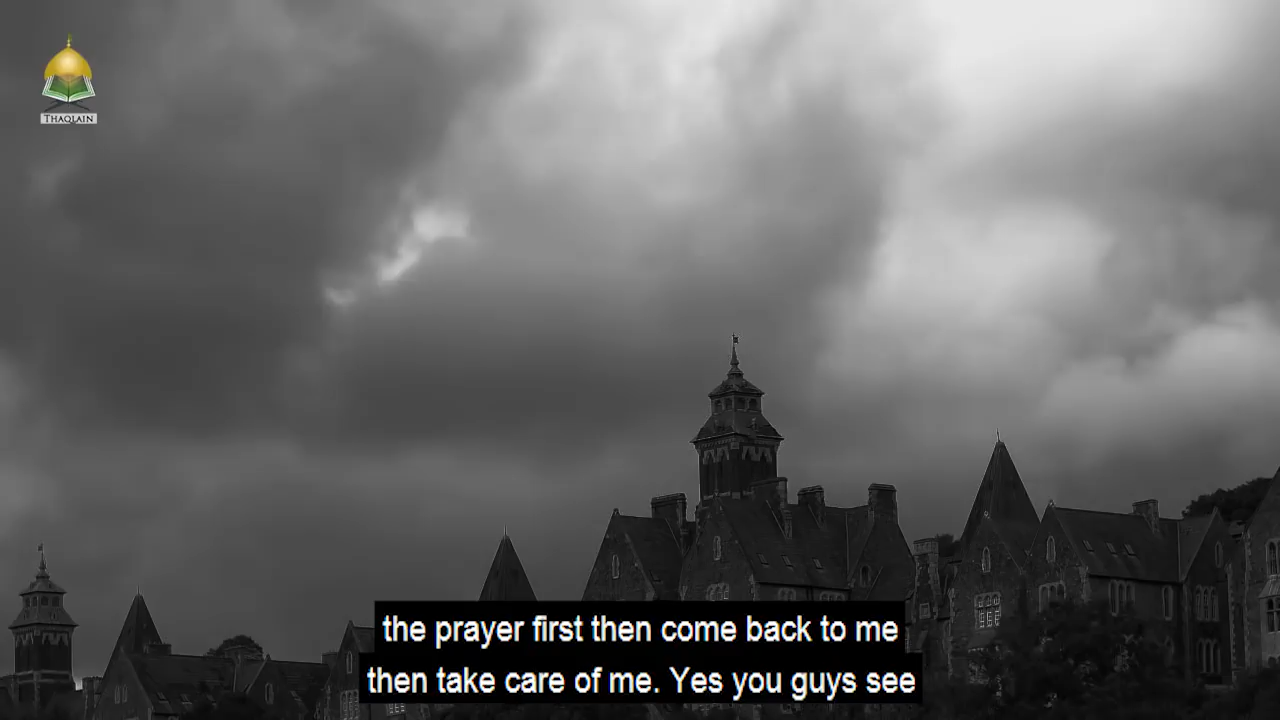 THAQLAIN
the prayer first then come back to me
then take care of me. Yes you guys see